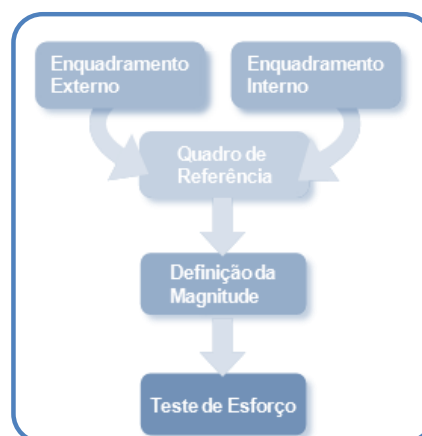 Enquadramento
Externo
Enquadramento
Interno
Quadro de
Referência
Definição da
Magnitude
Teste de Esforço